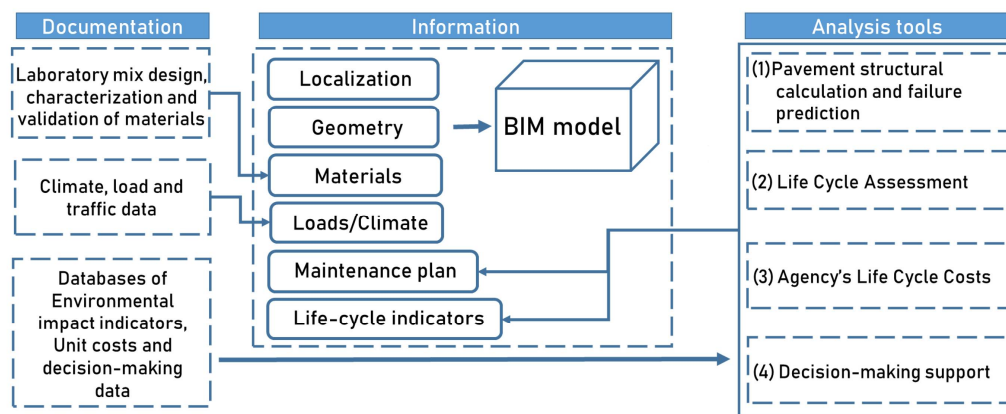 Documentation
Laboratory mix design,
characterization and
validation of materials
Climate, load and
traffic data
Databases of
Environmental
impact indicators,
Unit costs and
decision-making
data
Information
Localization
Geometry
Materials
Loads/Climate
Maintenance plan
Life-cycle indicators
BIM model
Analysis tools
(1)Pavement structural
calculation and failure
prediction
(2) Life Cycle Assessment
(3) Agency's Life Cycle Costs
(4) Decision-making support